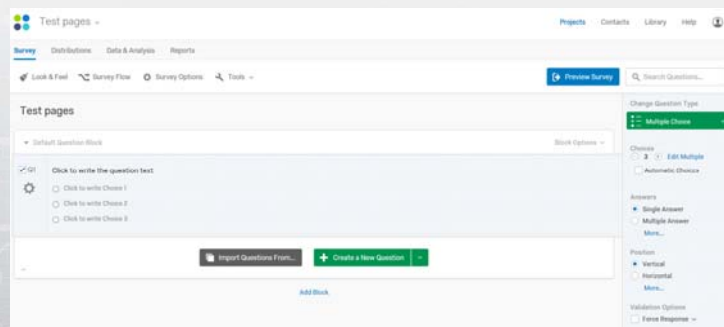 Test pages
Projects Contacts Library Help
Survey Distributions Data & Analysis Reports
Look & Feel Survey Flow Survey Options Tools
Preview Survey
Search Questions...
Test pages
Change Question Type
Multiple Choice
Default Question Block
Block Options
Choices
3 Edit Multiple
Automatic Choices
Q1
Click to write the question text
Click to write Choice 1
Click to write Choice 2
Click to write Choice 3
Answers
Single Answer
Multiple Answer
More...
Import Questions From...
Create a New Question
Position
Vertical
Horizontal
More...
Add Block
Validation Options
Force Response